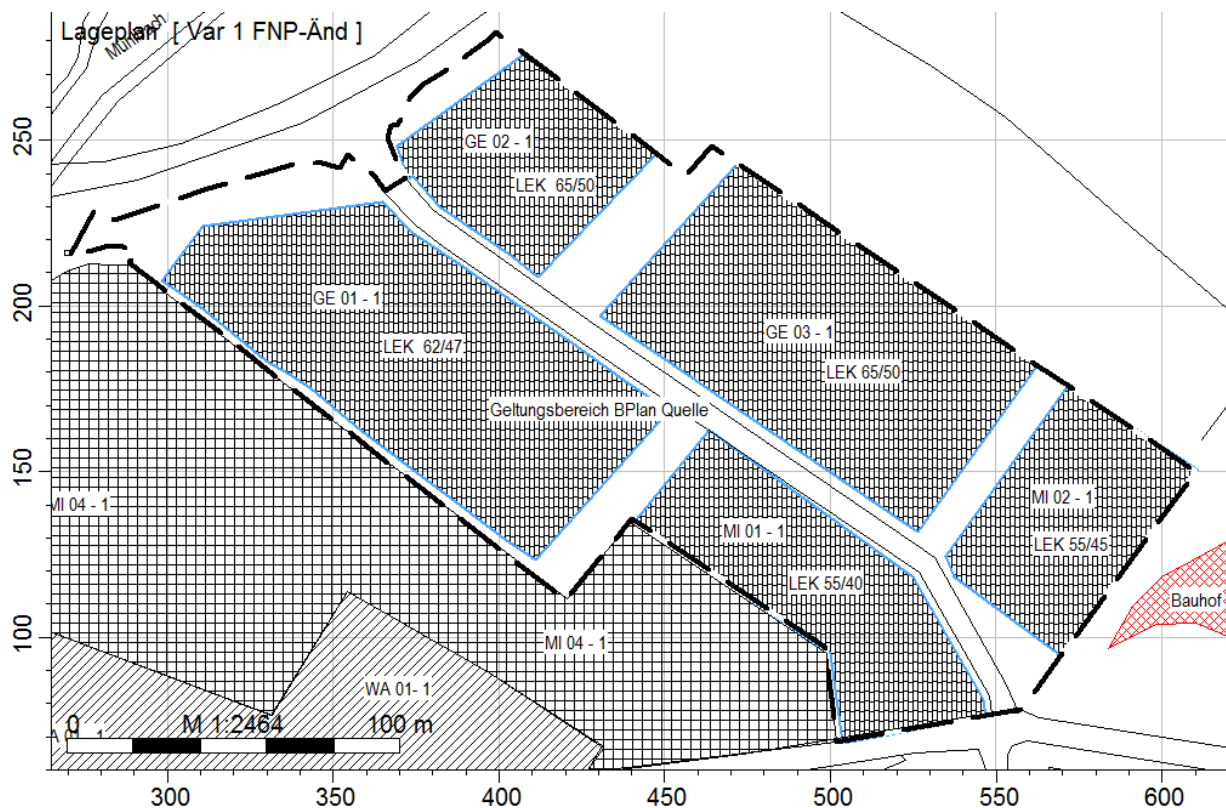 Lageplan [ Var 1 FNP-Änd ]
Mühlbach
250
200
150
100
GE 02 - 1
LEK 65/50
GE 01 - 1
LEK 62/47
GE 03 - 1
LEK 65/50
Geltungsbereich BPlan Quelle
MI 04 - 1
MI 01 - 1
MI 02 - 1
LEK 55/45
LEK 55/40
Bauhof
MI 04 - 1
WA 01- 1
0 M 1:2464 100 m
300 350 400 450 500 550 600